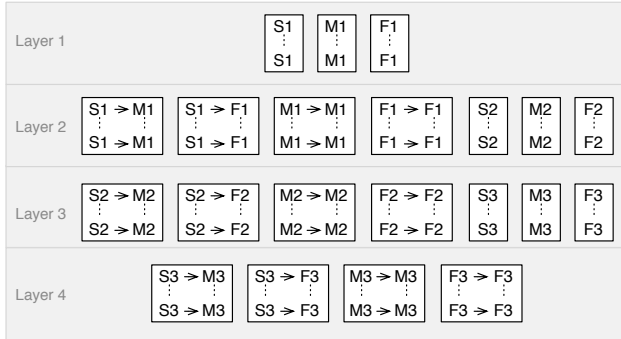 Layer 1
S1 M1 F1
S1 M1 F1
Layer 2
S1 → M1 S1 → F1 M1 → M1 F1 → F1 S2 M2 F2
S1 → M1 S1 → F1 M1 → M1 F1 → F1 S2 M2 F2
Layer 3
S2 → M2 S2 → F2 M2 → M2 F2 → F2 S3 M3 F3
S2 → M2 S2 → F2 M2 → M2 F2 → F2 S3 M3 F3
Layer 4
S3 → M3 S3 → F3 M3 → M3 F3 → F3
S3 → M3 S3 → F3 M3 → M3 F3 → F3